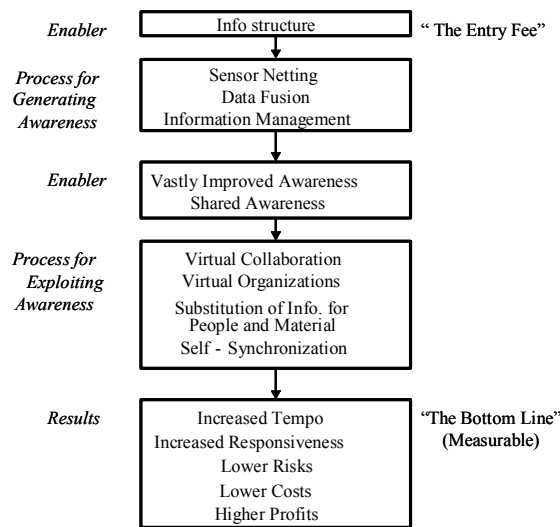 Enabler
Info structure
“ The Entry Fee”
Process for
Generating
Awareness
Sensor Netting
Data Fusion
Information Management
Enabler
Vastly Improved Awareness
Shared Awareness
Process for
Exploiting
Awareness
Virtual Collaboration
Virtual Organizations
Substitution of Info. for
People and Material
Self - Synchronization
Results
Increased Tempo
Increased Responsiveness
Lower Risks
Lower Costs
Higher Profits
“The Bottom Line”
(Measurable)